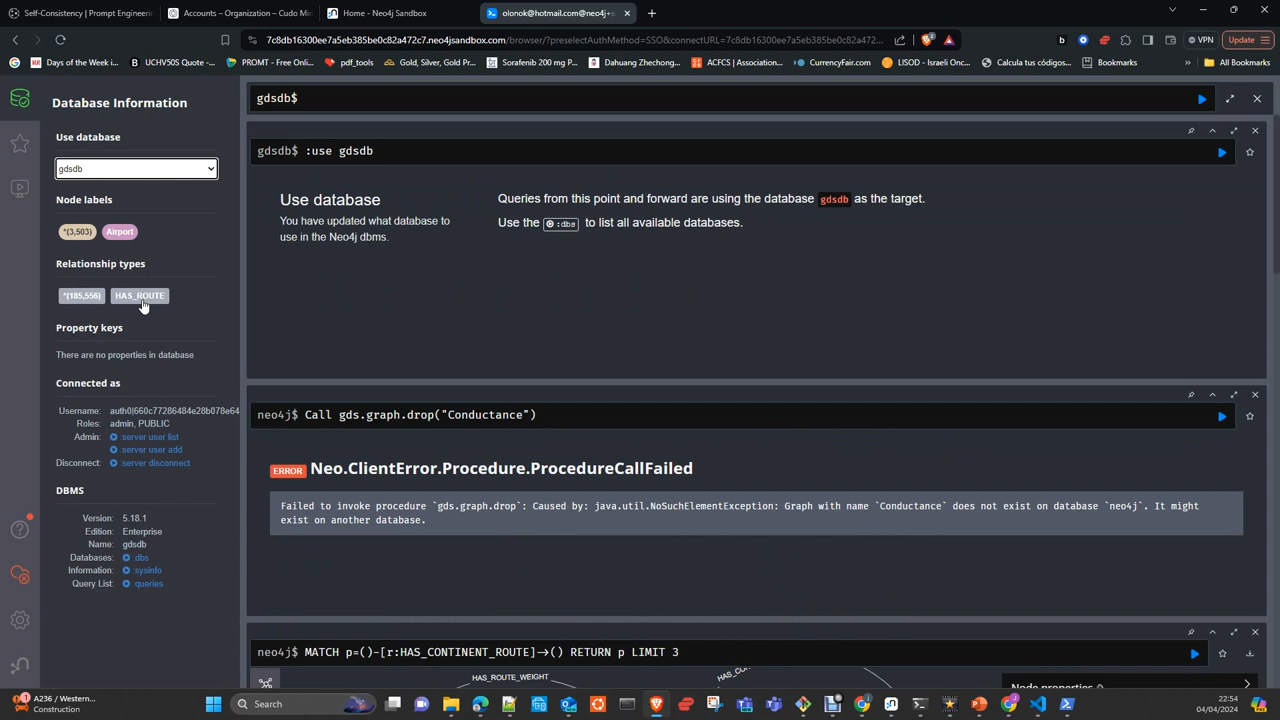 Self-Consistency | Prompt Engineerin
Accounts – Organization – Cudo Min
Home - Neo4j Sandbox
olonok@hotmail.com@neo4j+s
7c8db16300ee7a5eb385bc8a82a472c7.neo4jsandbox.com/browser/?preselectAuthMethod=SSO&connectURL=7c8db16300ee7a5eb385bc8a82a472c7....
VPN
Update
Days of the week i...
UCHV50S Quote -...
PROMT - Free Onli...
pdf_tools
Gold, Silver, Gold Pr...
Sorafenib 200 mg P...
Dahuang Zhechong...
ACFCS | Association...
CurrencyFair.com
LISOD - Israeli Onc...
Calcula tus códigos...
Bookmarks
»
All Bookmarks
Database Information
Use database
gdsdb
Node labels
*(3,503) Airport
Relationship types
*(185,556) HAS_ROUTE
Property keys
There are no properties in database
Connected as
Username: auth0|660c77286484e28b078e64
Roles: admin, PUBLIC
Admin: :server user list
:server user add
Disconnect: :server disconnect
DBMS
Version: 5.18.1
Edition: Enterprise
Name: gdsdb
Databases: :dbs
Information: :sysinfo
Query List: :queries
gdsdb$
gdsdb$ :use gdsdb
Use database
You have updated what database to
use in the Neo4j dbms.
Queries from this point and forward are using the database gdsdb as the target.
Use the :dbs to list all available databases.
neo4j$ Call gds.graph.drop("Conductance")
ERROR Neo.ClientError.Procedure.ProcedureCallFailed
Failed to invoke procedure `gds.graph.drop`: Caused by: java.util.NoSuchElementException: Graph with name `Conductance` does not exist on database `neo4j`. It might
exist on another database.
neo4j$ MATCH p=()-[r:HAS_CONTINENT_ROUTE]→() RETURN p LIMIT 3
HAS_ROUTE_WEIGHT
Node properties
A236 / Western...
Construction
Search
22:54
04/04/2024